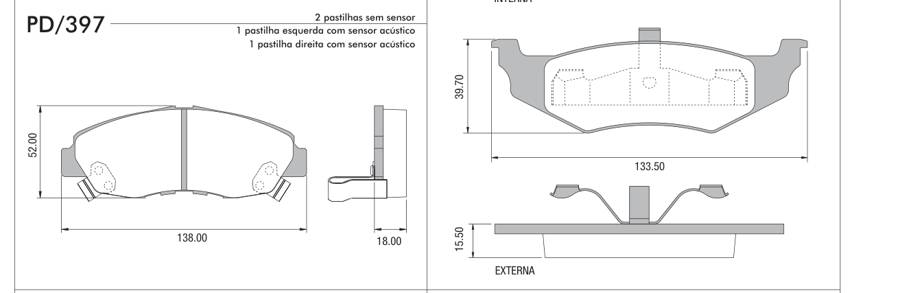 PD/397
2 pastilhas sem sensor
1 pastilha esquerda com sensor acústico
1 pastilha direita com sensor acústico
52.00
138.00
18.00
INTERNA
39.70
133.50
15.50
EXTERNA